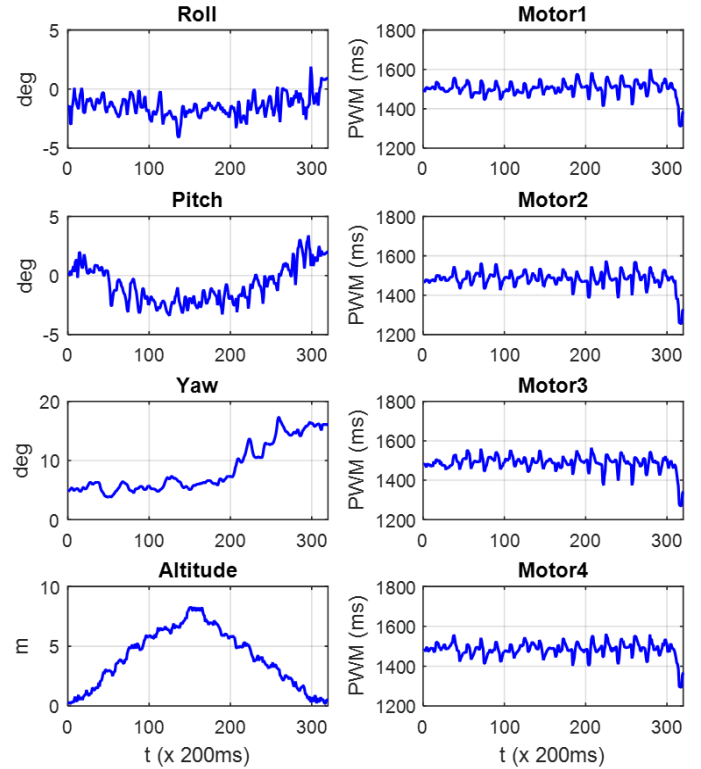 Roll
deg
5
0
-5
0 100 200 300
Motor1
PWM (ms)
1800
1600
1400
1200
0 100 200 300
Pitch
deg
5
0
-5
0 100 200 300
Motor2
PWM (ms)
1800
1600
1400
1200
0 100 200 300
Yaw
deg
20
10
0
0 100 200 300
Motor3
PWM (ms)
1800
1600
1400
1200
0 100 200 300
Altitude
m
10
5
0
0 100 200 300
t (x 200ms)
Motor4
PWM (ms)
1800
1600
1400
1200
0 100 200 300
t (x 200ms)